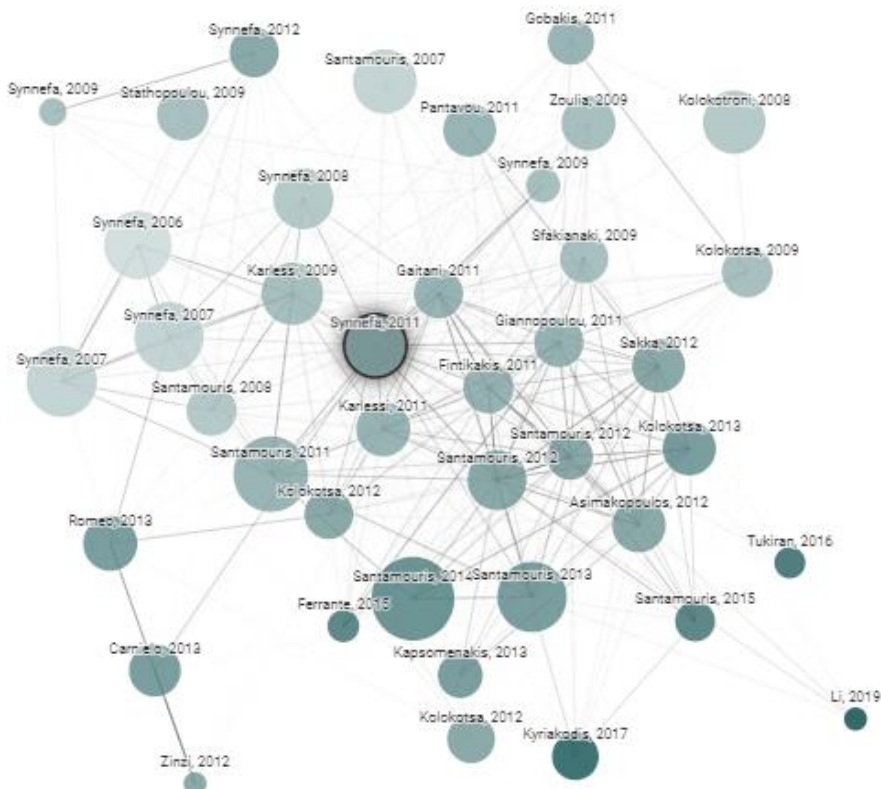 Synnefa, 2012
Gobakis, 2011
Santamouris, 2007
Synnefa, 2009
Stathopoulou, 2009
Pantavou, 2011
Zoulia, 2009
Kolokotroni, 2008
Synnefa, 2009
Synnefa, 2008
Synnefa, 2006
Sfakianaki, 2009
Kolokotsa, 2009
Karlessi, 2009
Gaitani, 2011
Synnefa, 2007
Synnefa, 2011
Giannopoulou, 2011
Sakka, 2012
Synnefa, 2007
Fintikakis, 2011
Santamouris, 2008
Karlessi, 2011
Santamouris, 2012
Kolokotsa, 2013
Santamouris, 2011
Santamouris, 2012
Kolokotsa, 2012
Asimakopoulos, 2012
Romeo, 2013
Tukiran, 2016
Santamouris, 2014
Santamouris, 2013
Ferrante, 2015
Santamouris, 2015
Carnielo, 2013
Kapsomenakis, 2013
Li, 2019
Kolokotsa, 2012
Kyriakodis, 2017
Zinzi, 2012